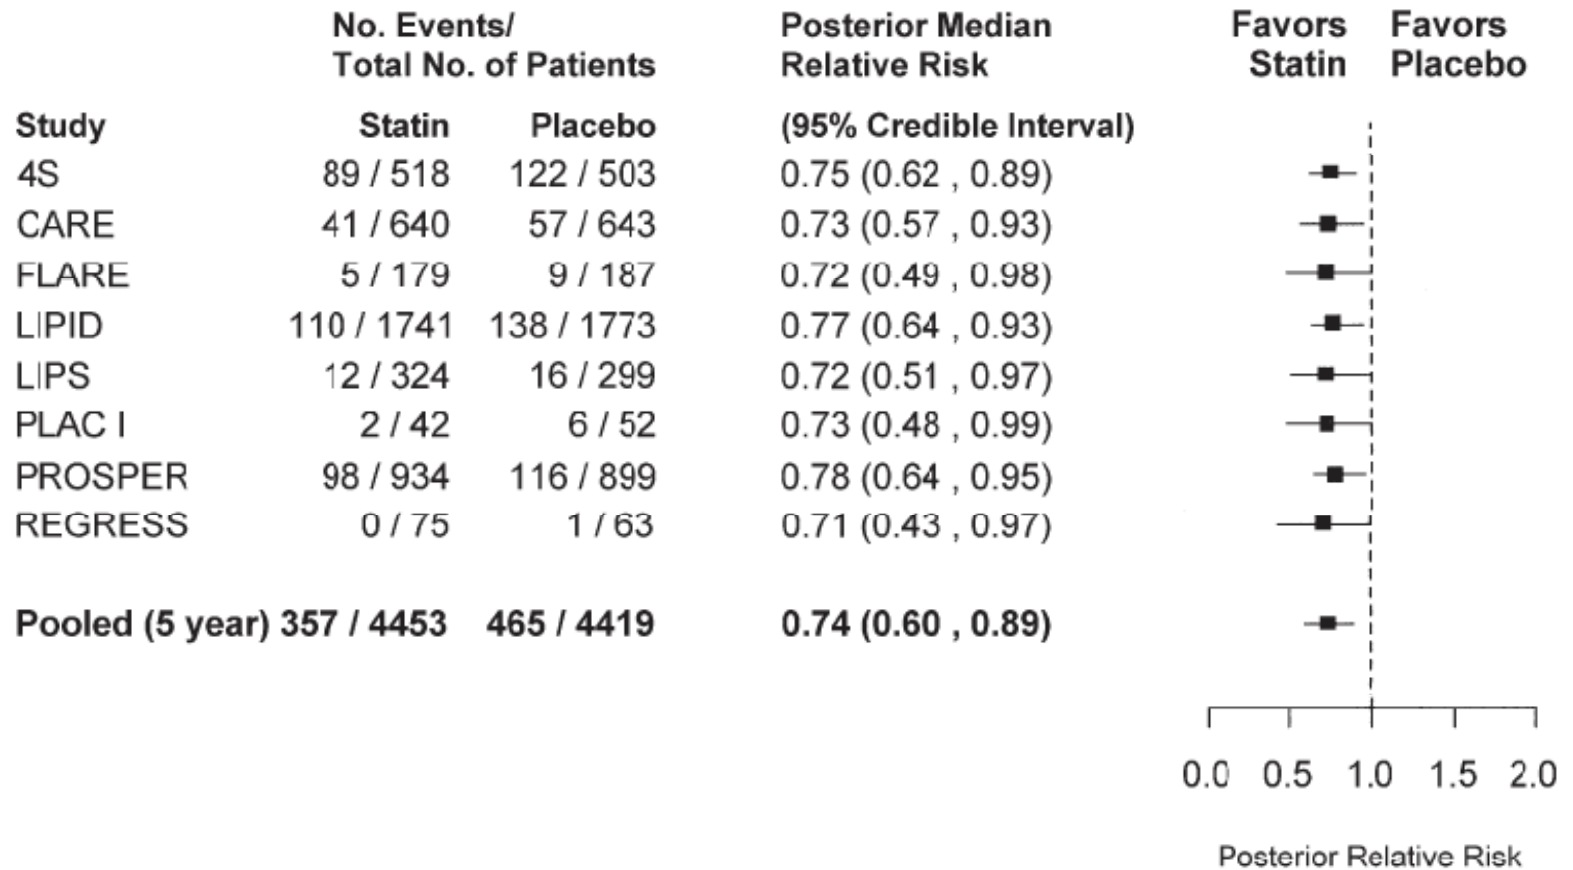 No. Events/ Posterior Median Favors Favors
Total No. of Patients Relative Risk Statin Placebo
Study Statin Placebo (95% Credible Interval)
4S 89 / 518 122 / 503 0.75 (0.62 , 0.89)
CARE 41 / 640 57 / 643 0.73 (0.57 , 0.93)
FLARE 5 / 179 9 / 187 0.72 (0.49 , 0.98)
LIPID 110 / 1741 138 / 1773 0.77 (0.64 , 0.93)
LIPS 12 / 324 16 / 299 0.72 (0.51 , 0.97)
PLAC I 2 / 42 6 / 52 0.73 (0.48 , 0.99)
PROSPER 98 / 934 116 / 899 0.78 (0.64 , 0.95)
REGRESS 0 / 75 1 / 63 0.71 (0.43 , 0.97)
Pooled (5 year) 357 / 4453 465 / 4419 0.74 (0.60 , 0.89)
0.0 0.5 1.0 1.5 2.0
Posterior Relative Risk